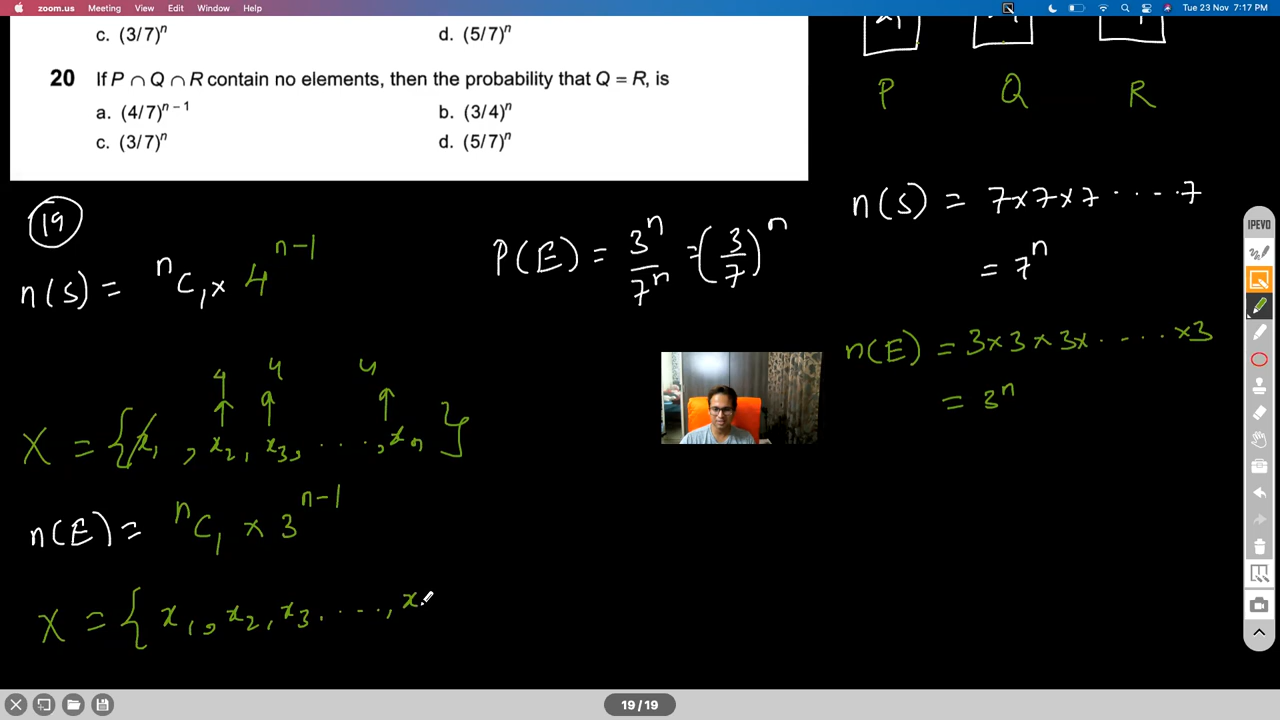 zoom.us Meeting View Edit Window Help
Tue 23 Nov 7:17 PM
c. (3/7)ⁿ d. (5/7)ⁿ
20 If P ∩ Q ∩ R contain no elements, then the probability that Q = R, is
a. (4/7)ⁿ⁻¹ b. (3/4)ⁿ
c. (3/7)ⁿ d. (5/7)ⁿ
P Q R
19
n(S) = ⁿC₁ × 4ⁿ⁻¹
4 4 4
X = {x₁, x₂, x₃, ....., xₙ}
n(E) = ⁿC₁ × 3ⁿ⁻¹
X = { x₁, x₂, x₃. ...., x
P(E) = 3ⁿ/7ⁿ = (3/7)ⁿ
n(S) = 7×7×7 .....7
= 7ⁿ
n(E) = 3×3×3×.....×3
= 3ⁿ
IPEVO
19 / 19